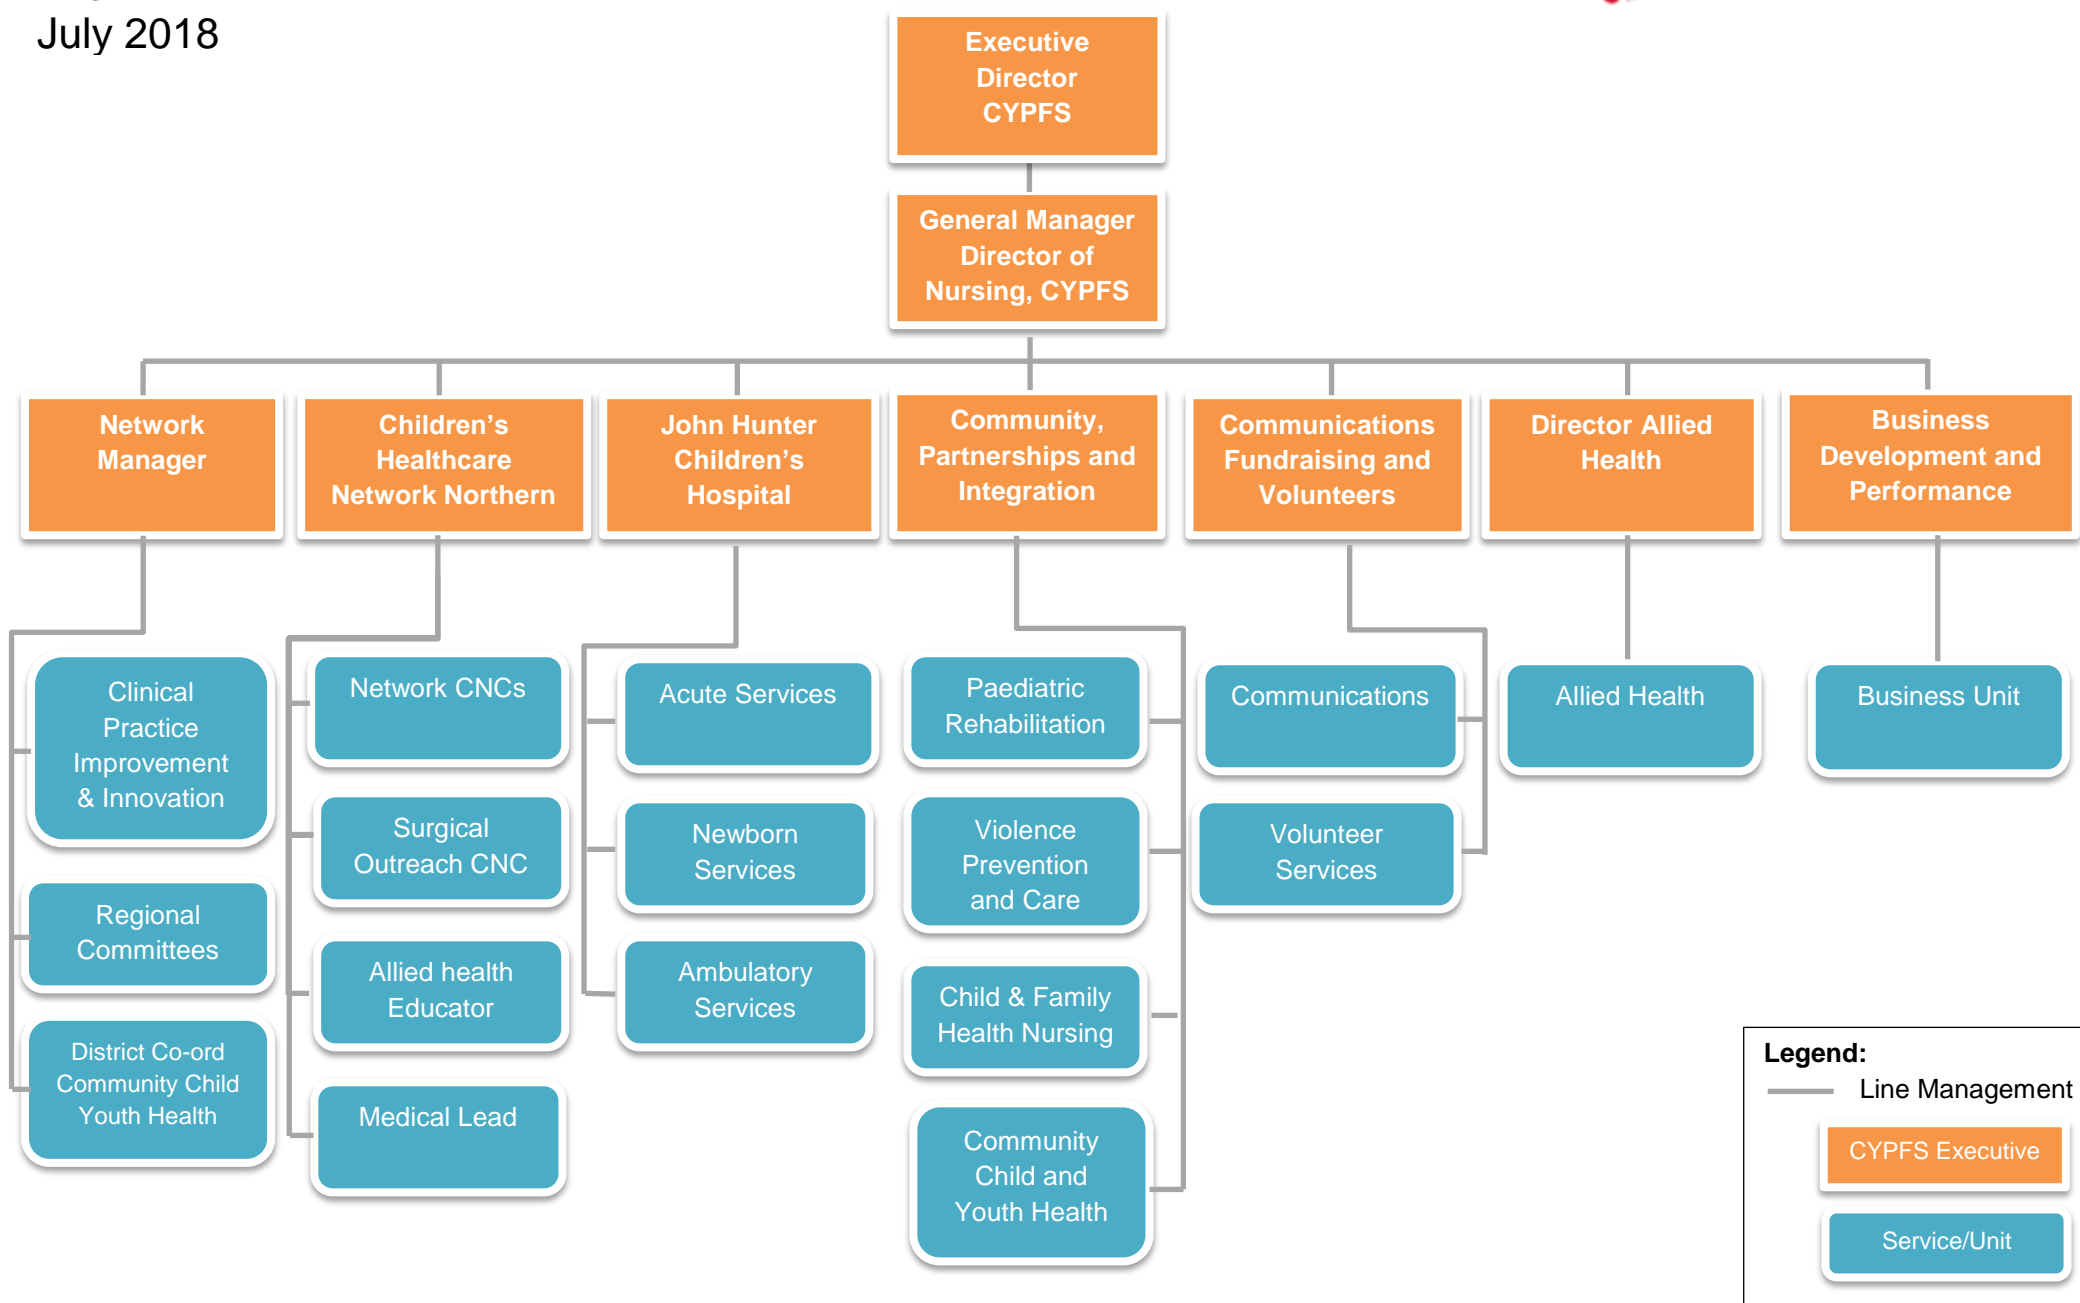 July 2018
Executive
Director
CYPFS
General Manager
Director of
Nursing, CYPFS
Network
Manager
Children’s
Healthcare
Network Northern
John Hunter
Children’s
Hospital
Community,
Partnerships and
Integration
Communications
Fundraising and
Volunteers
Director Allied
Health
Business
Development and
Performance
Clinical
Practice
Improvement
& Innovation
Regional
Committees
District Co-ord
Community Child
Youth Health
Network CNCs
Surgical
Outreach CNC
Allied health
Educator
Medical Lead
Acute Services
Newborn
Services
Ambulatory
Services
Paediatric
Rehabilitation
Violence
Prevention
and Care
Child & Family
Health Nursing
Community
Child and
Youth Health
Communications
Volunteer
Services
Allied Health
Business Unit
Legend:
Line Management
CYPFS Executive
Service/Unit